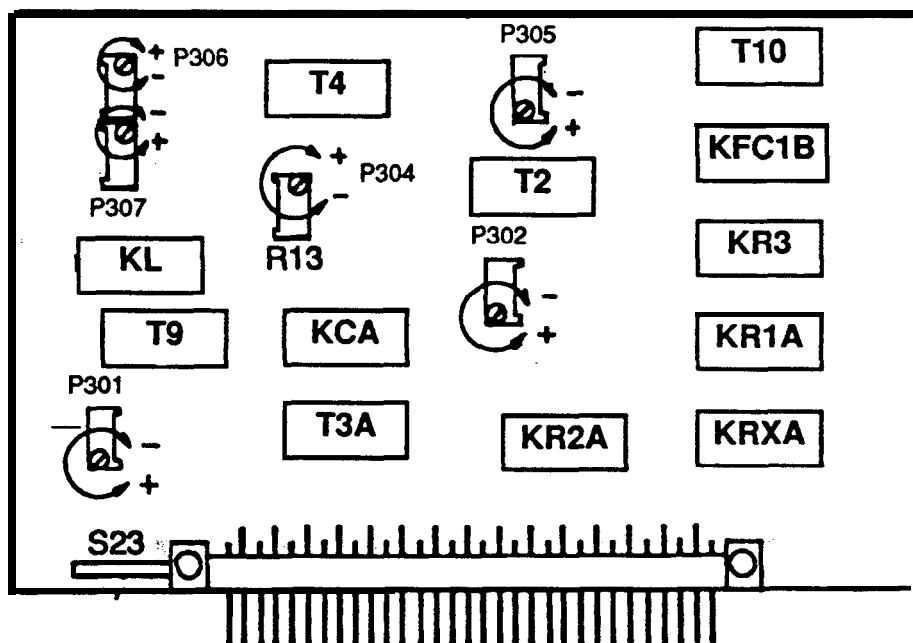 P306
+
-
-
+
P307
T4
+
P304
-
R13
P305
-
+
T10
KFC1B
T2
P302
-
+
KR3
KL
T9
KCA
KR1A
P301
-
+
T3A
KR2A
KRXA
S23